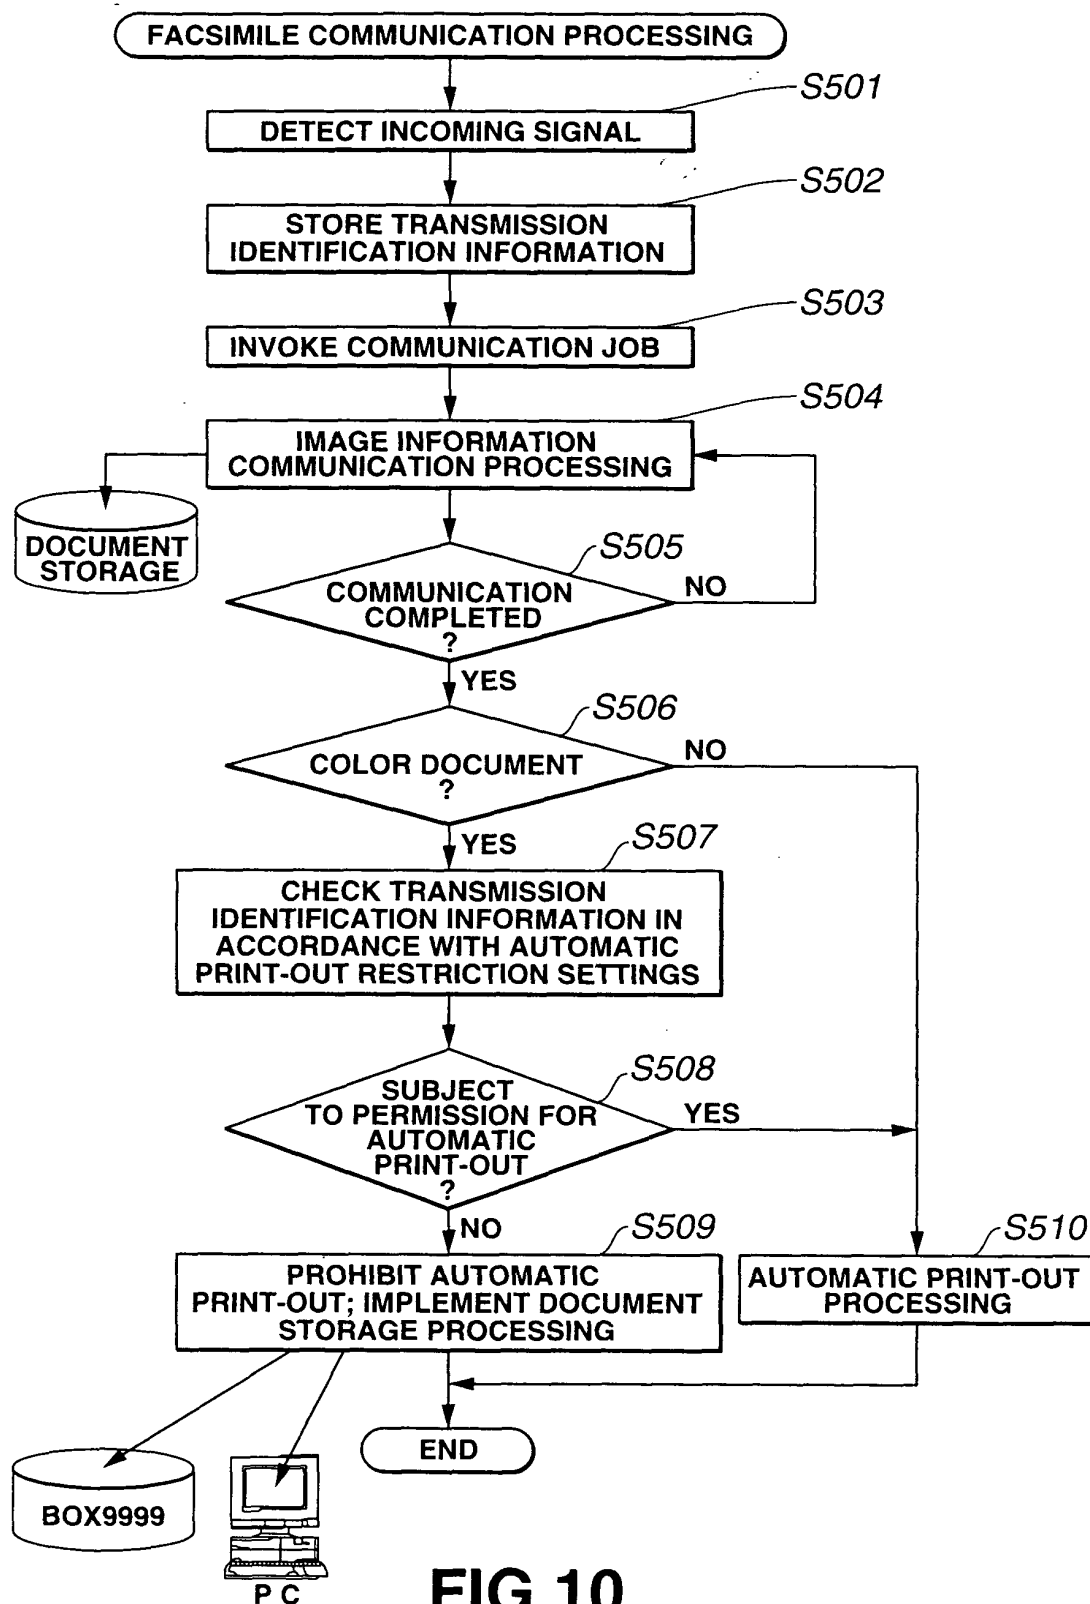 FACSIMILE COMMUNICATION PROCESSING
S501
DETECT INCOMING SIGNAL
S502
STORE TRANSMISSION
IDENTIFICATION INFORMATION
S503
INVOKE COMMUNICATION JOB
S504
IMAGE INFORMATION
COMMUNICATION PROCESSING
DOCUMENT
STORAGE
S505
COMMUNICATION
COMPLETED
?
NO
YES
S506
COLOR DOCUMENT
?
NO
YES
S507
CHECK TRANSMISSION
IDENTIFICATION INFORMATION IN
ACCORDANCE WITH AUTOMATIC
PRINT-OUT RESTRICTION SETTINGS
S508
SUBJECT
TO PERMISSION FOR
AUTOMATIC
PRINT-OUT
?
YES
NO
S509
PROHIBIT AUTOMATIC
PRINT-OUT; IMPLEMENT DOCUMENT
STORAGE PROCESSING
S510
AUTOMATIC PRINT-OUT
PROCESSING
END
BOX9999
PC
FIG.10